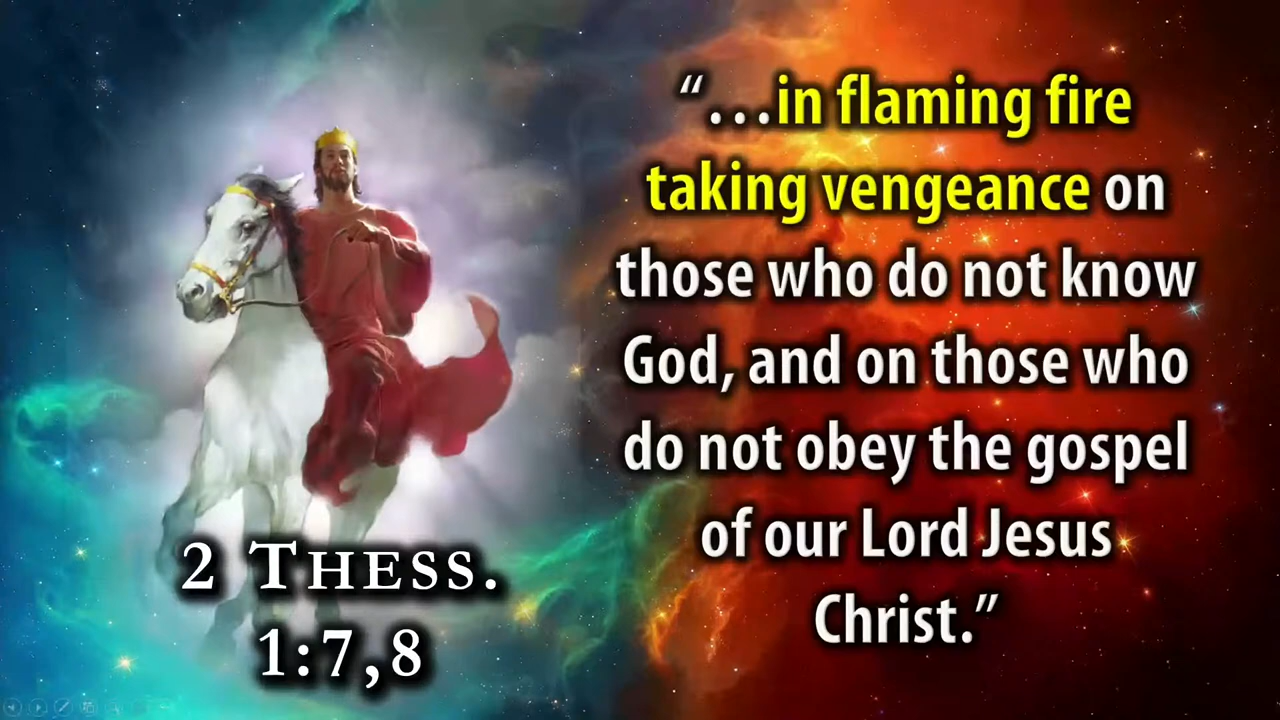 “…in flaming fire
taking vengeance on
those who do not know
God, and on those who
do not obey the gospel
of our Lord Jesus
Christ.”
2 THESS.
1:7,8